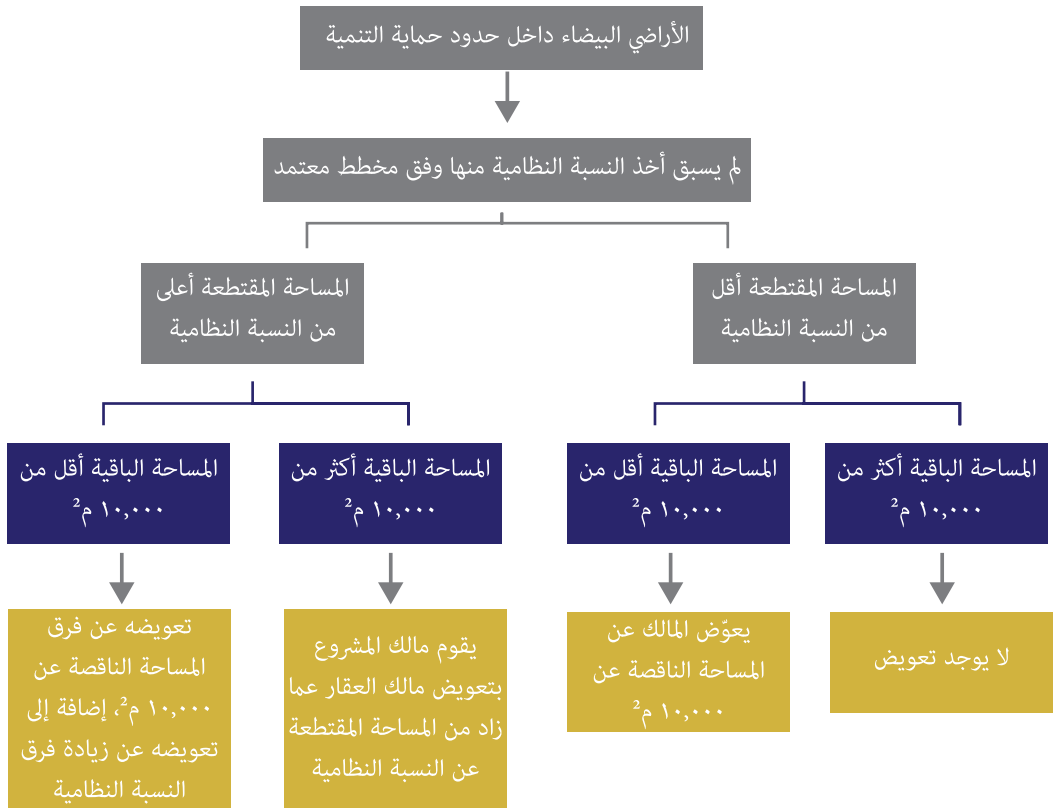 الأراضي البيضاء داخل حدود حماية التنمية
لم يسبق أخذ النسبة النظامية منها وفق مخطط معتمد
المساحة المقتطعة أقل
من النسبة النظامية
المساحة المقتطعة أعلى
من النسبة النظامية
المساحة الباقية أكثر من
١٠,٠٠٠ م²
المساحة الباقية أقل من
١٠,٠٠٠ م²
المساحة الباقية أكثر من
١٠,٠٠٠ م²
المساحة الباقية أقل من
١٠,٠٠٠ م²
لا يوجد تعويض
يعوّض المالك عن
المساحة الناقصة عن
١٠,٠٠٠ م²
يقوم مالك المشروع
بتعويض مالك العقار عما
زاد من المساحة المقتطعة
عن النسبة النظامية
تعويضه عن فرق
المساحة الناقصة عن
١٠,٠٠٠ م²، إضافة إلى
تعويضه عن زيادة فرق
النسبة النظامية